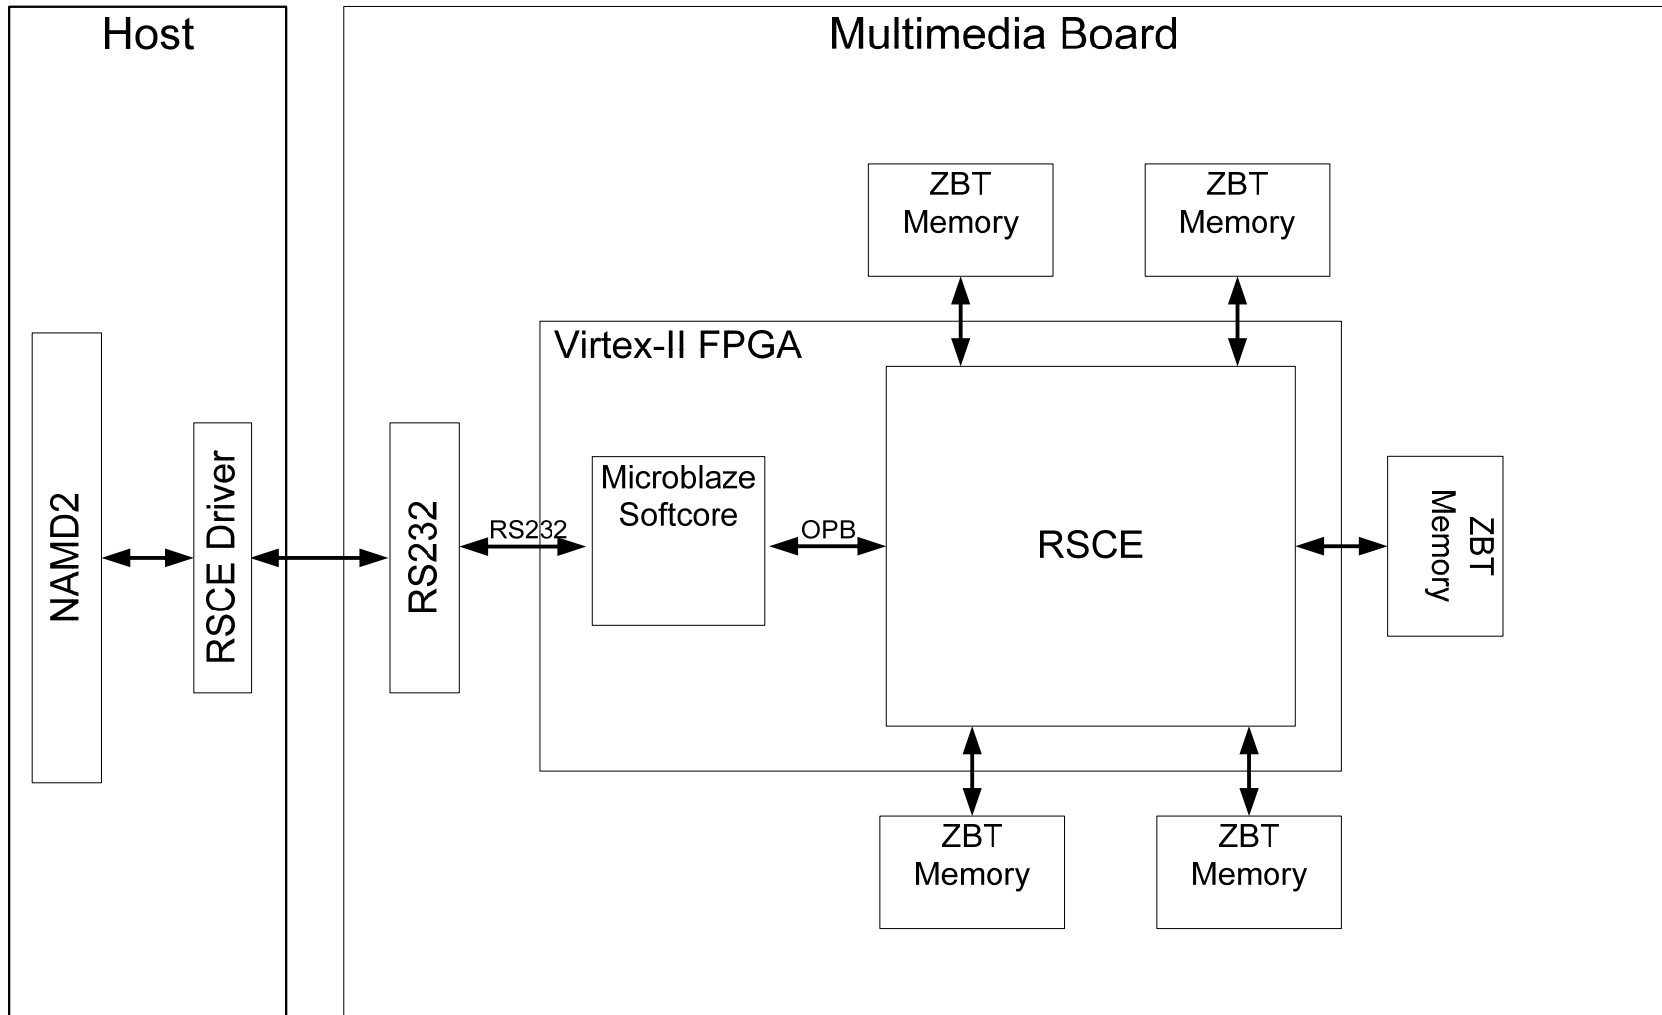 Host
Multimedia Board
ZBT
Memory
ZBT
Memory
Virtex-II FPGA
NAMD2
RSCE Driver
RS232
RS232
Microblaze
Softcore
OPB
RSCE
ZBT
Memory
ZBT
Memory
ZBT
Memory